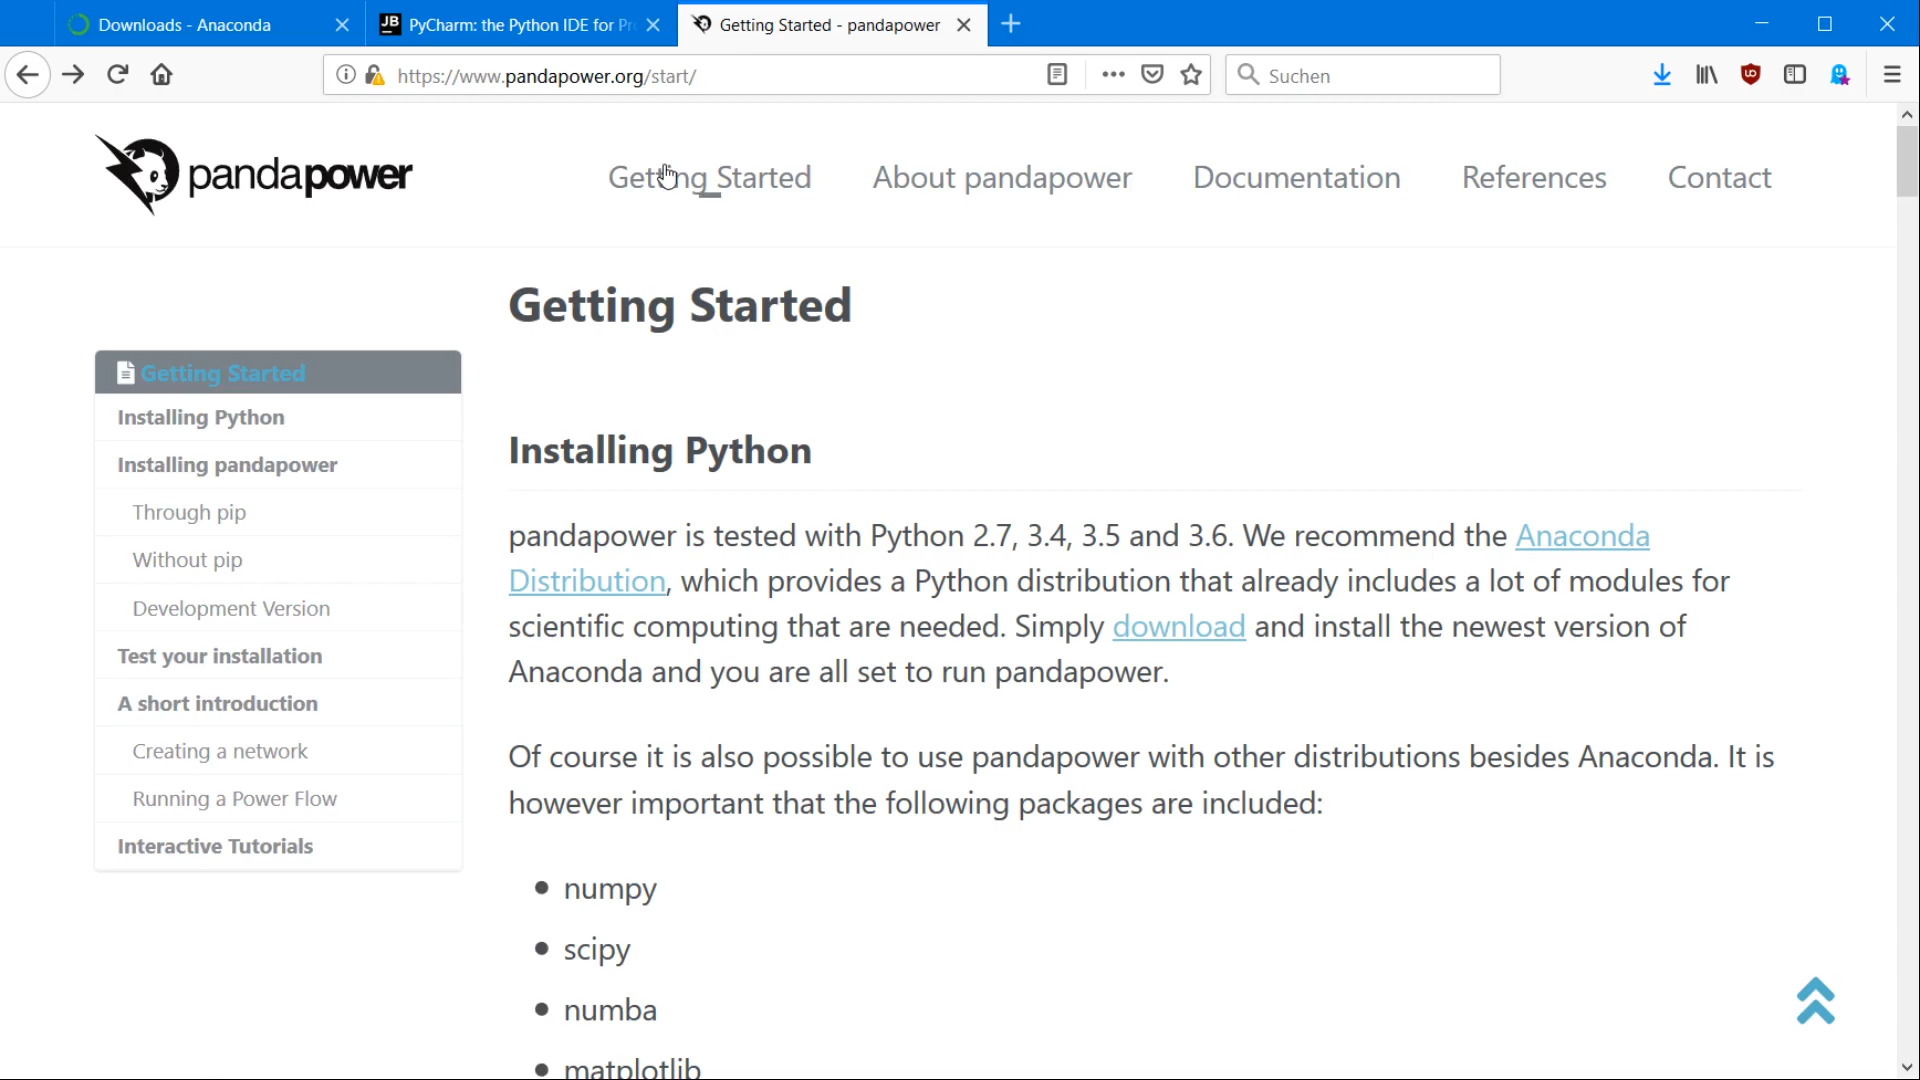 Downloads - Anaconda
JB PyCharm: the Python IDE for Pr
Getting Started - pandapower
https://www.pandapower.org/start/
Suchen
pandapower
Getting Started
About pandapower
Documentation
References
Contact
Getting Started
Getting Started
Installing Python
Installing pandapower
Through pip
Without pip
Development Version
Test your installation
A short introduction
Creating a network
Running a Power Flow
Interactive Tutorials
Installing Python
pandapower is tested with Python 2.7, 3.4, 3.5 and 3.6. We recommend the Anaconda
Distribution, which provides a Python distribution that already includes a lot of modules for
scientific computing that are needed. Simply download and install the newest version of
Anaconda and you are all set to run pandapower.
Of course it is also possible to use pandapower with other distributions besides Anaconda. It is
however important that the following packages are included:
• numpy
• scipy
• numba
• matplotlib